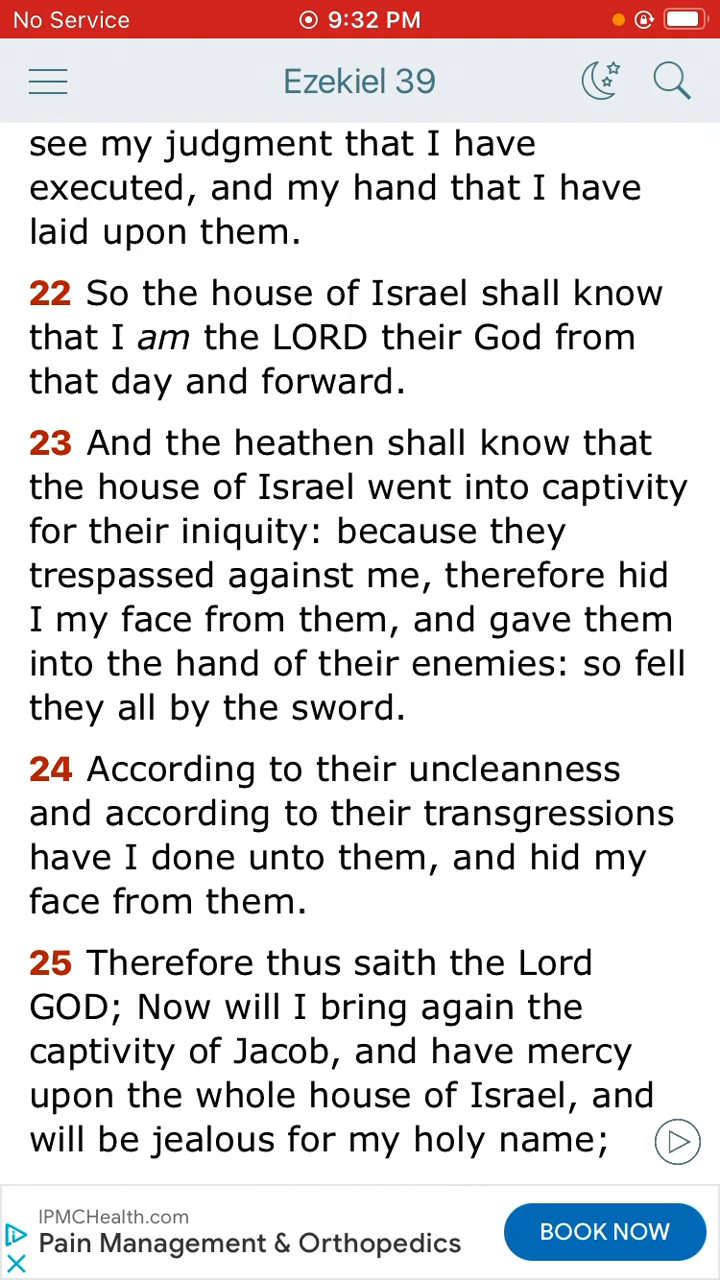 No Service
9:32 PM
Ezekiel 39
see my judgment that I have
executed, and my hand that I have
laid upon them.
22 So the house of Israel shall know
that I am the LORD their God from
that day and forward.
23 And the heathen shall know that
the house of Israel went into captivity
for their iniquity: because they
trespassed against me, therefore hid
I my face from them, and gave them
into the hand of their enemies: so fell
they all by the sword.
24 According to their uncleanness
and according to their transgressions
have I done unto them, and hid my
face from them.
25 Therefore thus saith the Lord
GOD; Now will I bring again the
captivity of Jacob, and have mercy
upon the whole house of Israel, and
will be jealous for my holy name;
IPMCHealth.com
Pain Management & Orthopedics
BOOK NOW